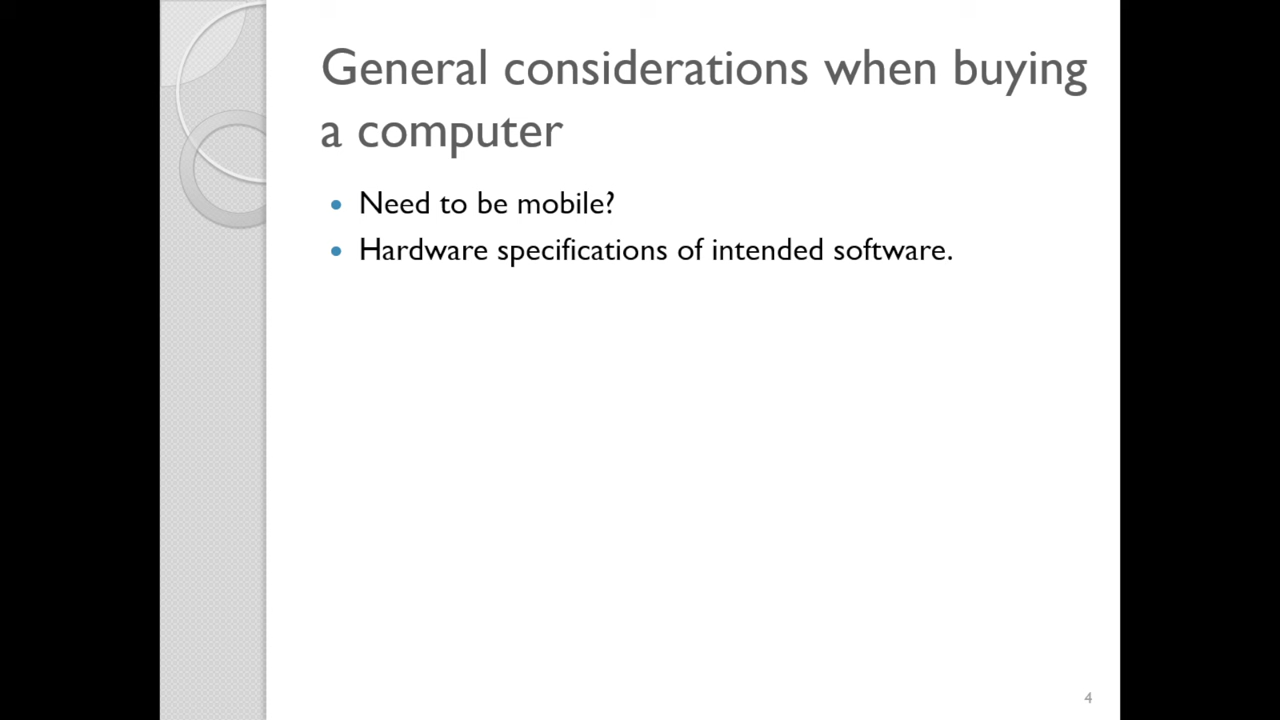 General considerations when buying
a computer
• Need to be mobile?
• Hardware specifications of intended software.
4